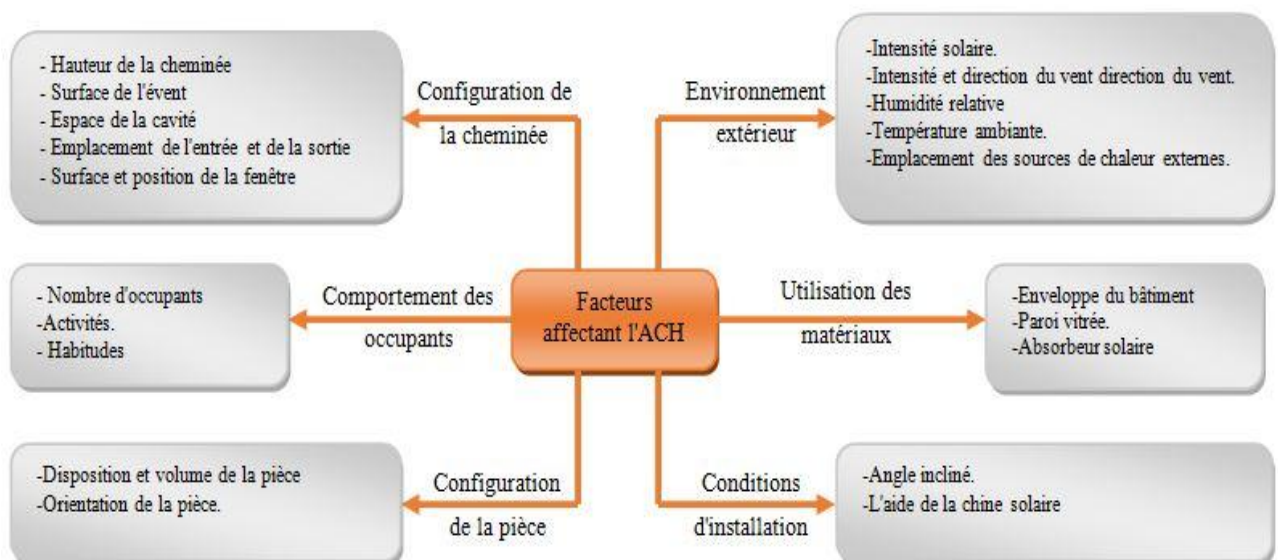 - Hauteur de la cheminée
- Surface de l'évent
- Espace de la cavité
- Emplacement de l'entrée et de la sortie
- Surface et position de la fenêtre
Configuration de
la cheminée
Environnement
extérieur
-Intensité solaire.
-Intensité et direction du vent direction du vent.
-Humidité relative
-Température ambiante.
-Emplacement des sources de chaleur externes.
- Nombre d'occupants
-Activités.
- Habitudes
Comportement des
occupants
Facteurs
affectant l'ACH
Utilisation des
matériaux
-Enveloppe du bâtiment
-Paroi vitrée.
-Absorbeur solaire
-Disposition et volume de la pièce
-Orientation de la pièce.
Configuration
de la pièce
Conditions
d'installation
-Angle incliné.
-L'aide de la chine solaire